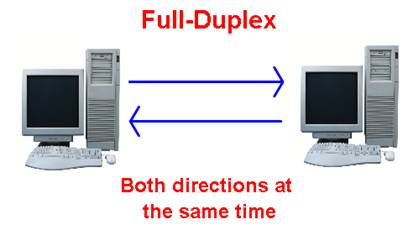 Full-Duplex
Both directions at
the same time